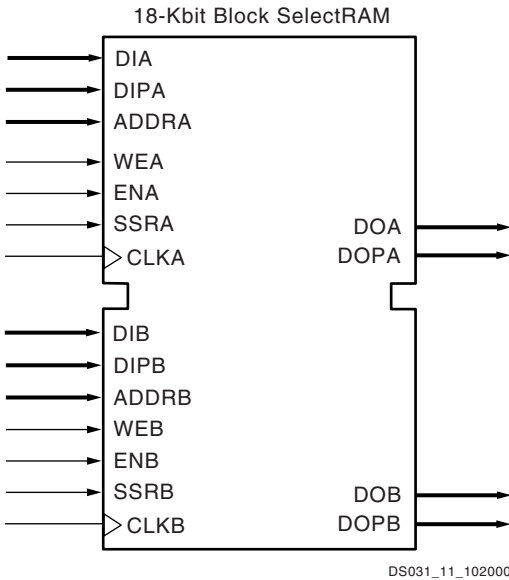 18-Kbit Block SelectRAM
DIA
DIPA
ADDRA
WEA
ENA
SSRA
CLKA
DOA
DOPA
DIB
DIPB
ADDRB
WEB
ENB
SSRB
CLKB
DOB
DOPB
DS031_11_102000